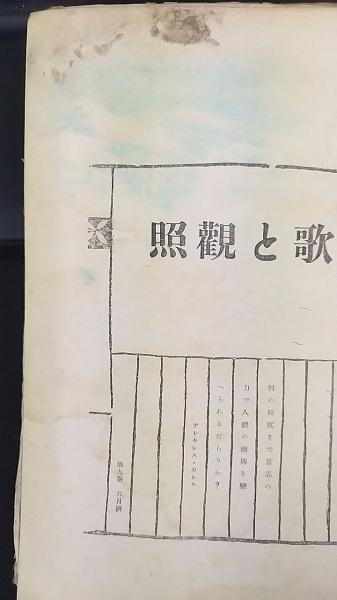 歌と觀照
何の程度まで意志の
力で人體の機構を變
へられるだらうか?
アレキシス・カレル
第九卷 五月號